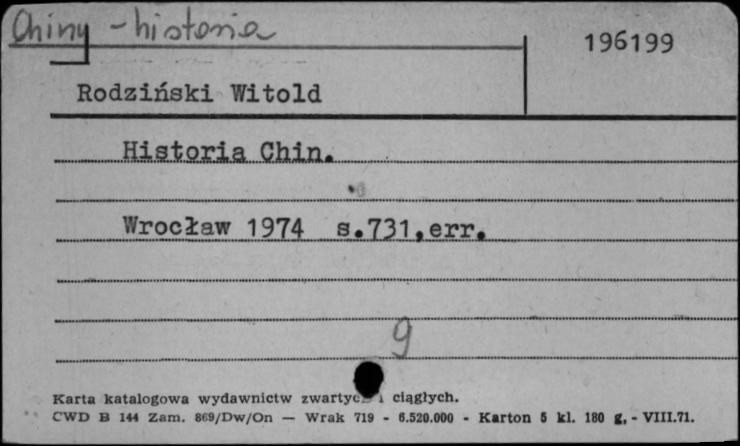 Chiny - historia
196199
Rodziński Witold
Historia Chin.
Wrocław 1974 s.731,err.
9
Karta katalogowa wydawnictw zwartych i ciągłych.
CWD B 144 Zam. 869/Dw/On — Wrak 719 - 6.520.000 - Karton 5 kl. 180 g, - VIII.71.